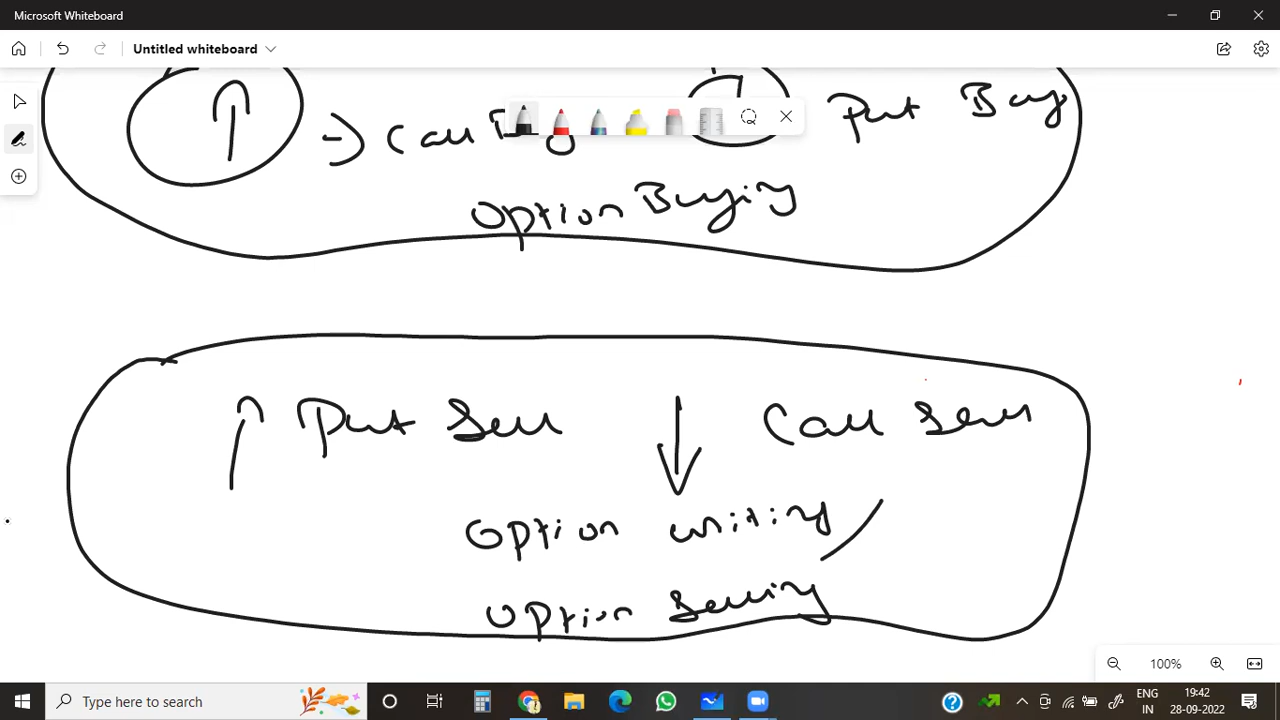 Microsoft Whiteboard
Untitled whiteboard
-> Call B y Put Buy
Option Buying
↑ Put Sell ↓ Call Sell
Option writing /
Option Selling
100%
Type here to search
ENG 19:42
IN 28-09-2022